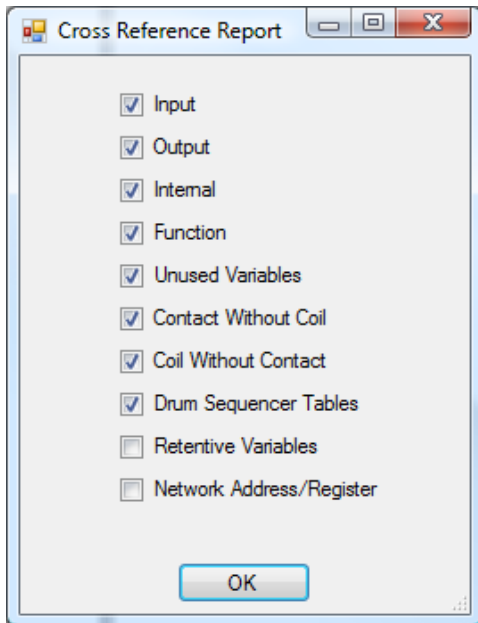 Cross Reference Report
Input
Output
Internal
Function
Unused Variables
Contact Without Coil
Coil Without Contact
Drum Sequencer Tables
Retentive Variables
Network Address/Register
OK